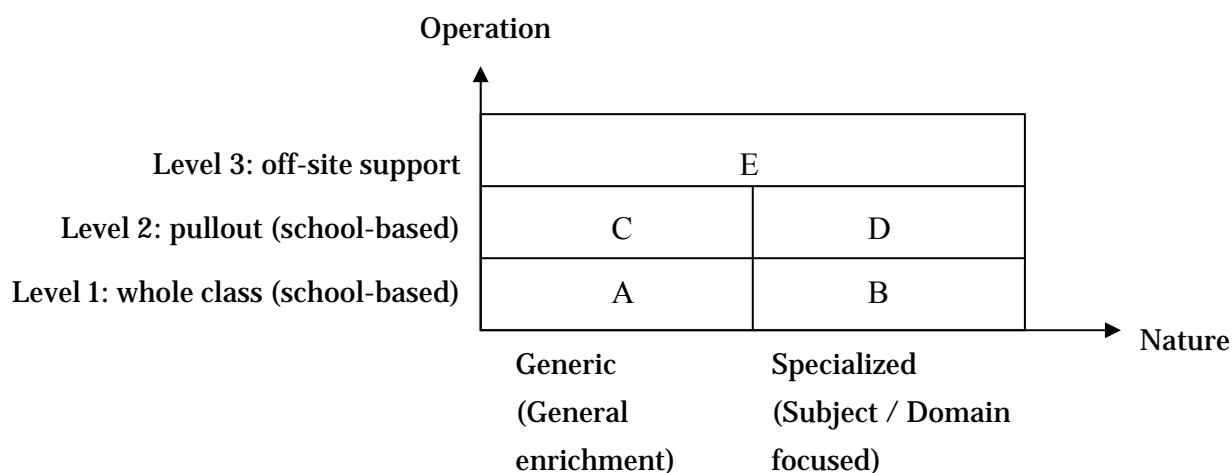 Operation
Level 3: off-site support
E
Level 2: pullout (school-based)
C
D
Level 1: whole class (school-based)
A
B
Nature
Generic
(General
enrichment)
Specialized
(Subject / Domain
focused)